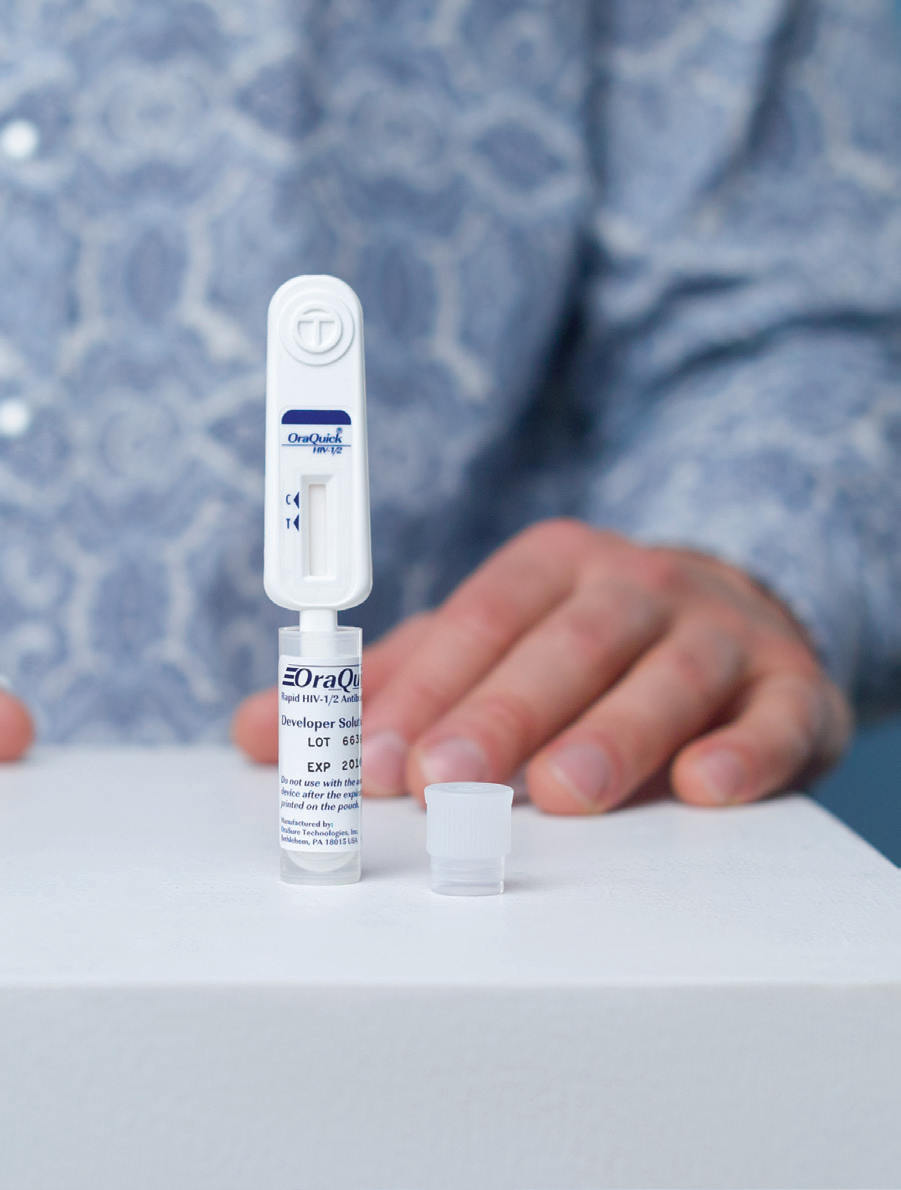 T
OraQuick®
HIV-1/2
C
T
OraQu
Rapid HIV-1/2 Antib
Developer Solut
LOT 663
EXP 201
Do not use with the
device after the
printed on the pouch.
Manufactured by:
OraSure Technologies, Inc.
Bethlehem, PA 18015 USA